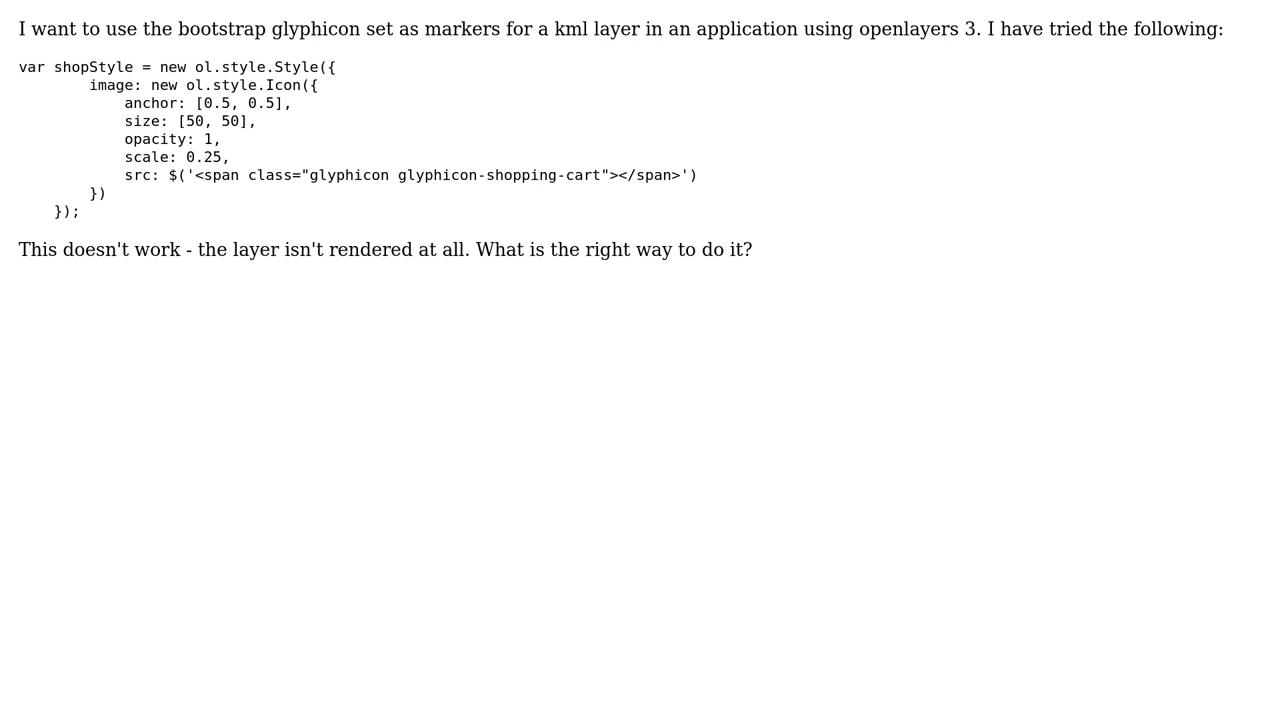 I want to use the bootstrap glyphicon set as markers for a kml layer in an application using openlayers 3. I have tried the following:
var shopStyle = new ol.style.Style({
        image: new ol.style.Icon({
            anchor: [0.5, 0.5],
            size: [50, 50],
            opacity: 1,
            scale: 0.25,
            src: $('<span class="glyphicon glyphicon-shopping-cart"></span>')
        })
    });
This doesn't work - the layer isn't rendered at all. What is the right way to do it?